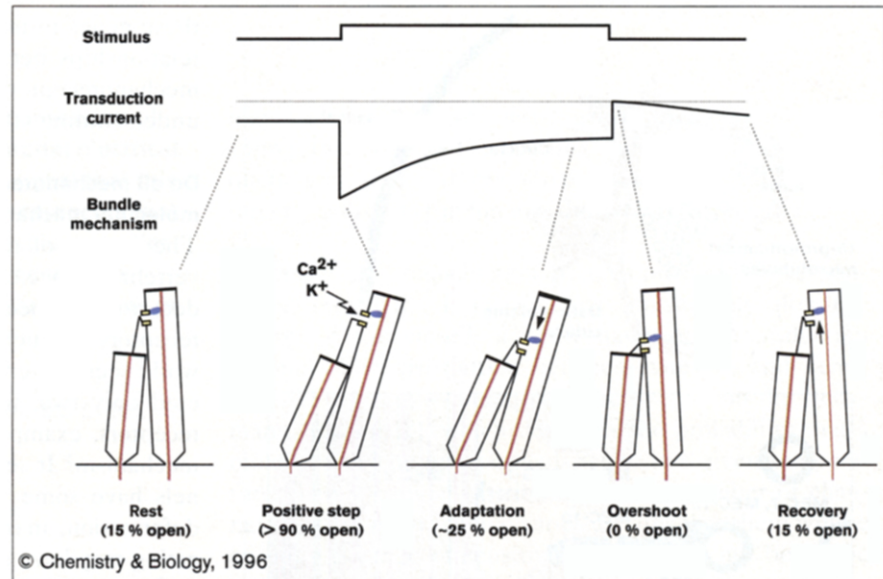 Stimulus
Transduction
current
Bundle
mechanism
Ca²⁺
K⁺
Rest
(15 % open)
Positive step
(> 90 % open)
Adaptation
(~25 % open)
Overshoot
(0 % open)
Recovery
(15 % open)
© Chemistry & Biology, 1996